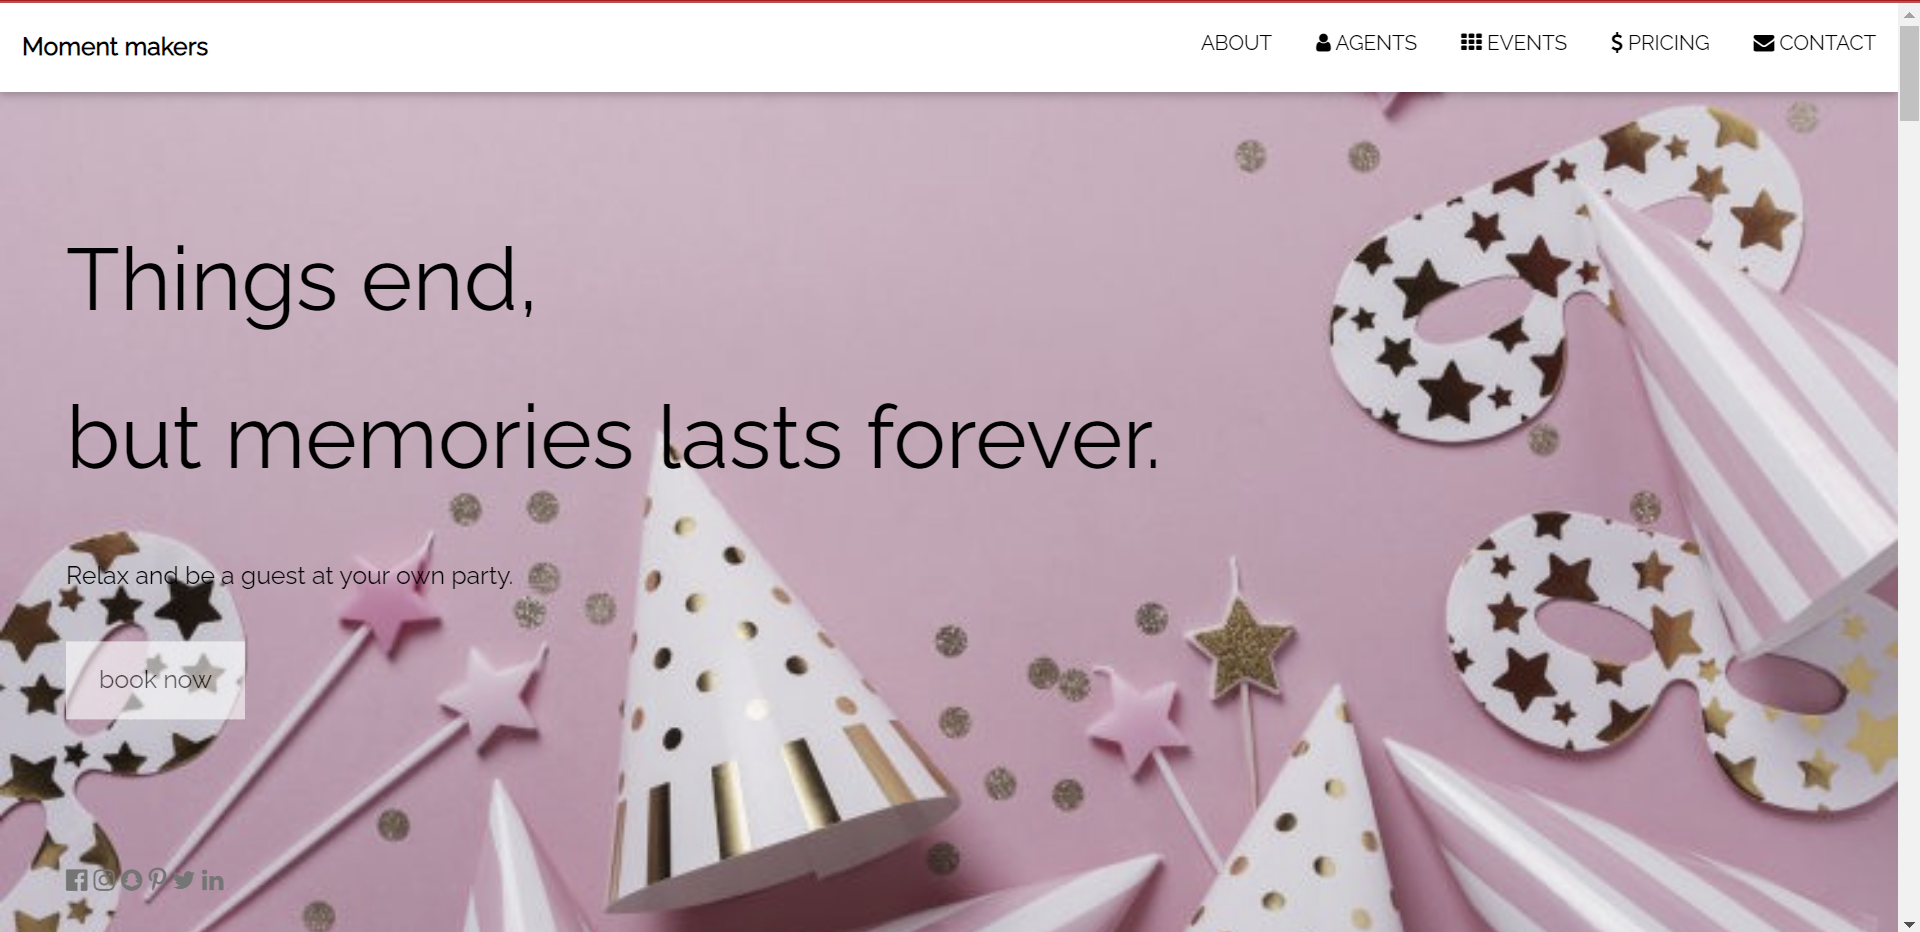 Moment makers
ABOUT AGENTS EVENTS PRICING CONTACT
Things end,
but memories lasts forever.
Relax and be a guest at your own party.
book now